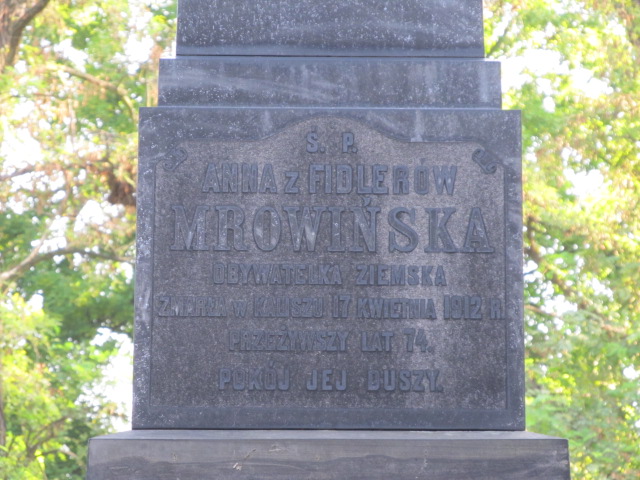 Ś. P.
ANNA Z FIDLERÓW
MROWIŃSKA
OBYWATELKA ZIEMSKA
ZMARŁA W KALISZU 17 KWIETNIA 1912 R.
PRZEŻYWSZY LAT 74.
POKÓJ JEJ DUSZY.